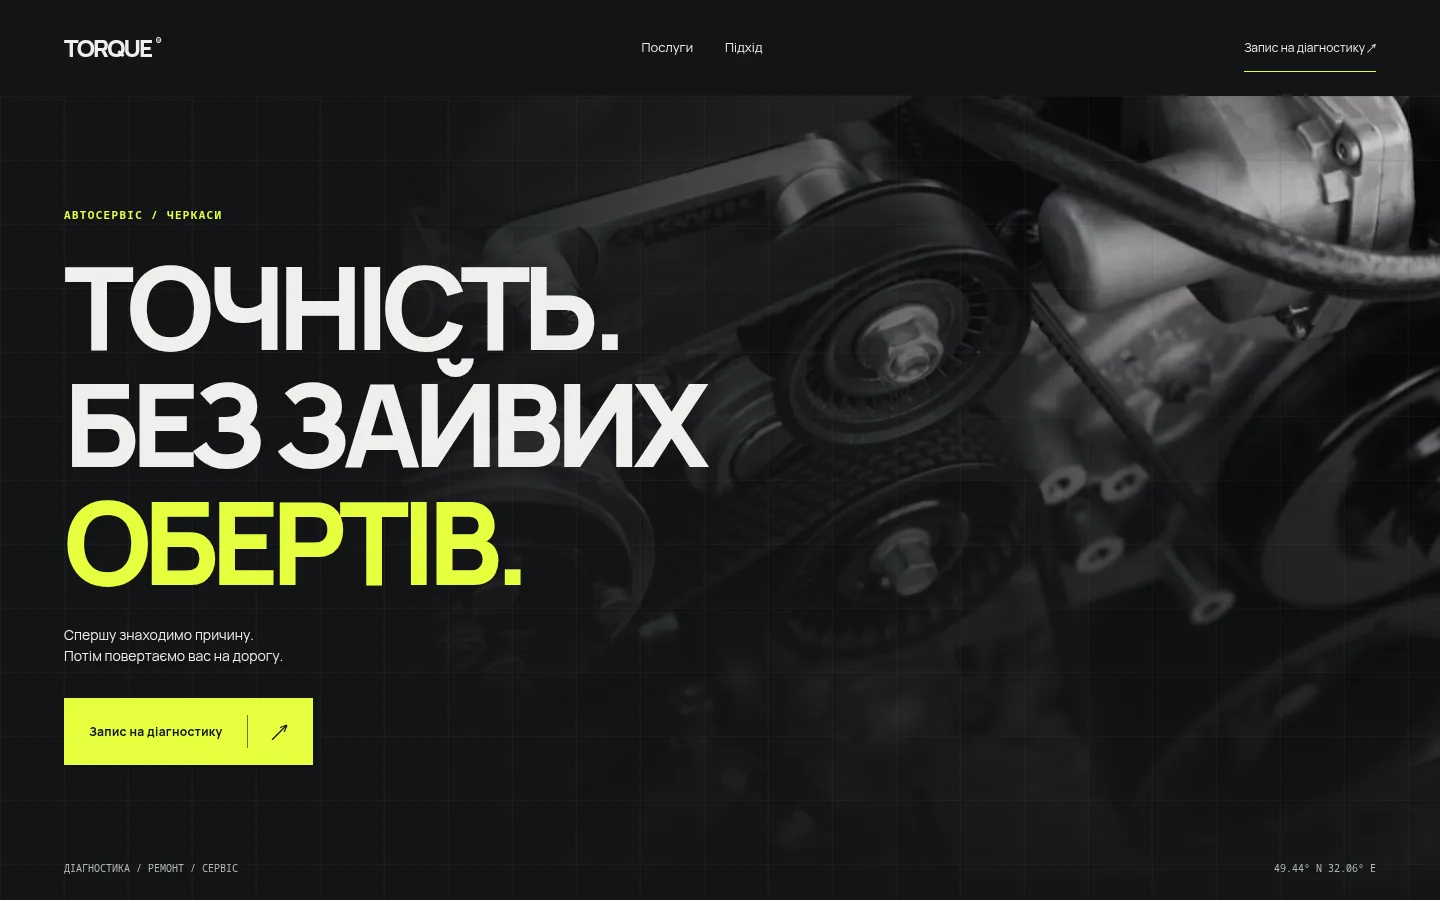 TORQUE®
Послуги
Підхід
Запис на діагностику
АВТОСЕРВІС / ЧЕРКАСИ
ТОЧНІСТЬ.
БЕЗ ЗАЙВИХ
ОБЕРТІВ.
Спершу знаходимо причину.
Потім повертаємо вас на дорогу.
Запис на діагностику
ДІАГНОСТИКА / РЕМОНТ / СЕРВІС
49.44° N 32.06° E